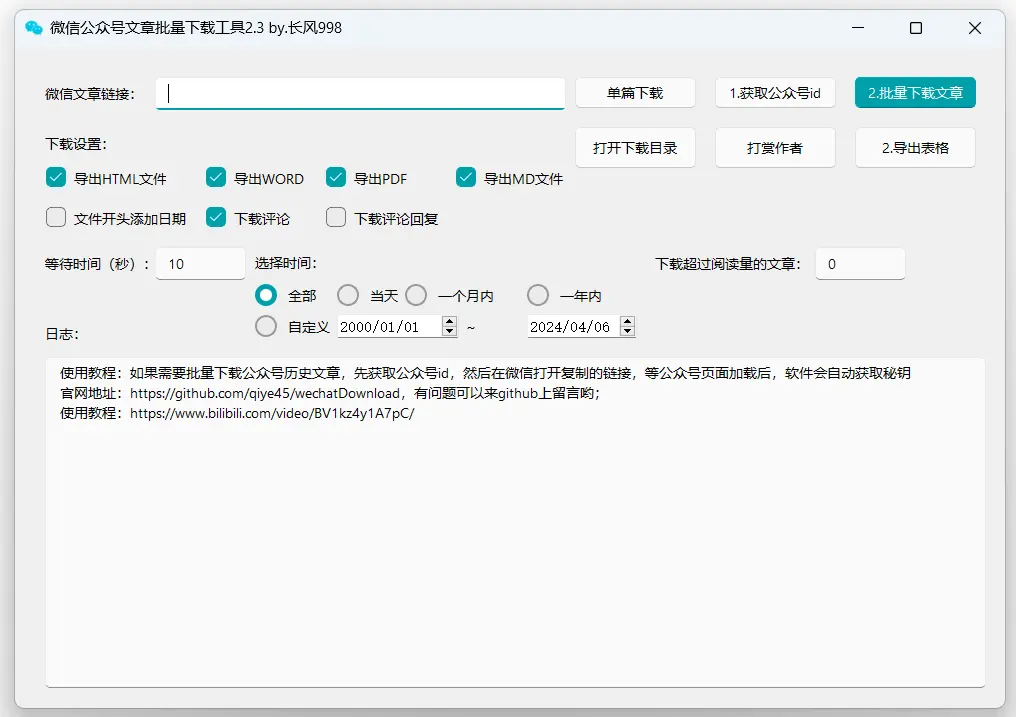 微信公众号文章批量下载工具2.3 by.长风998
微信文章链接： 单篇下载 1.获取公众号id 2.批量下载文章
下载设置： 打开下载目录 打赏作者 2.导出表格
导出HTML文件 导出WORD 导出PDF 导出MD文件
文件开头添加日期 下载评论 下载评论回复
等待时间（秒）： 10 选择时间： 下载超过阅读量的文章： 0
全部 当天 一个月内 一年内
自定义 2000/01/01 ~ 2024/04/06
日志：
使用教程：如果需要批量下载公众号历史文章，先获取公众号id，然后在微信打开复制的链接，等公众号页面加载后，软件会自动获取秘钥
官网地址：https://github.com/qiye45/wechatDownload，有问题可以来github上留言哟；
使用教程：https://www.bilibili.com/video/BV1kz4y1A7pC/